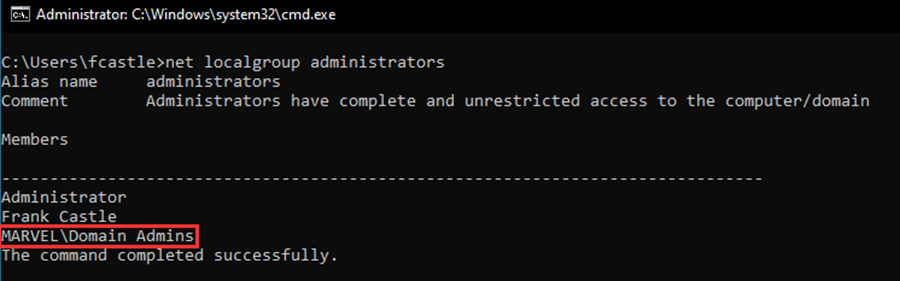 Administrator: C:\Windows\system32\cmd.exe
C:\Users\fcastle>net localgroup administrators
Alias name     administrators
Comment        Administrators have complete and unrestricted access to the computer/domain
Members
-------------------------------------------------------------------------------
Administrator
Frank Castle
MARVEL\Domain Admins
The command completed successfully.